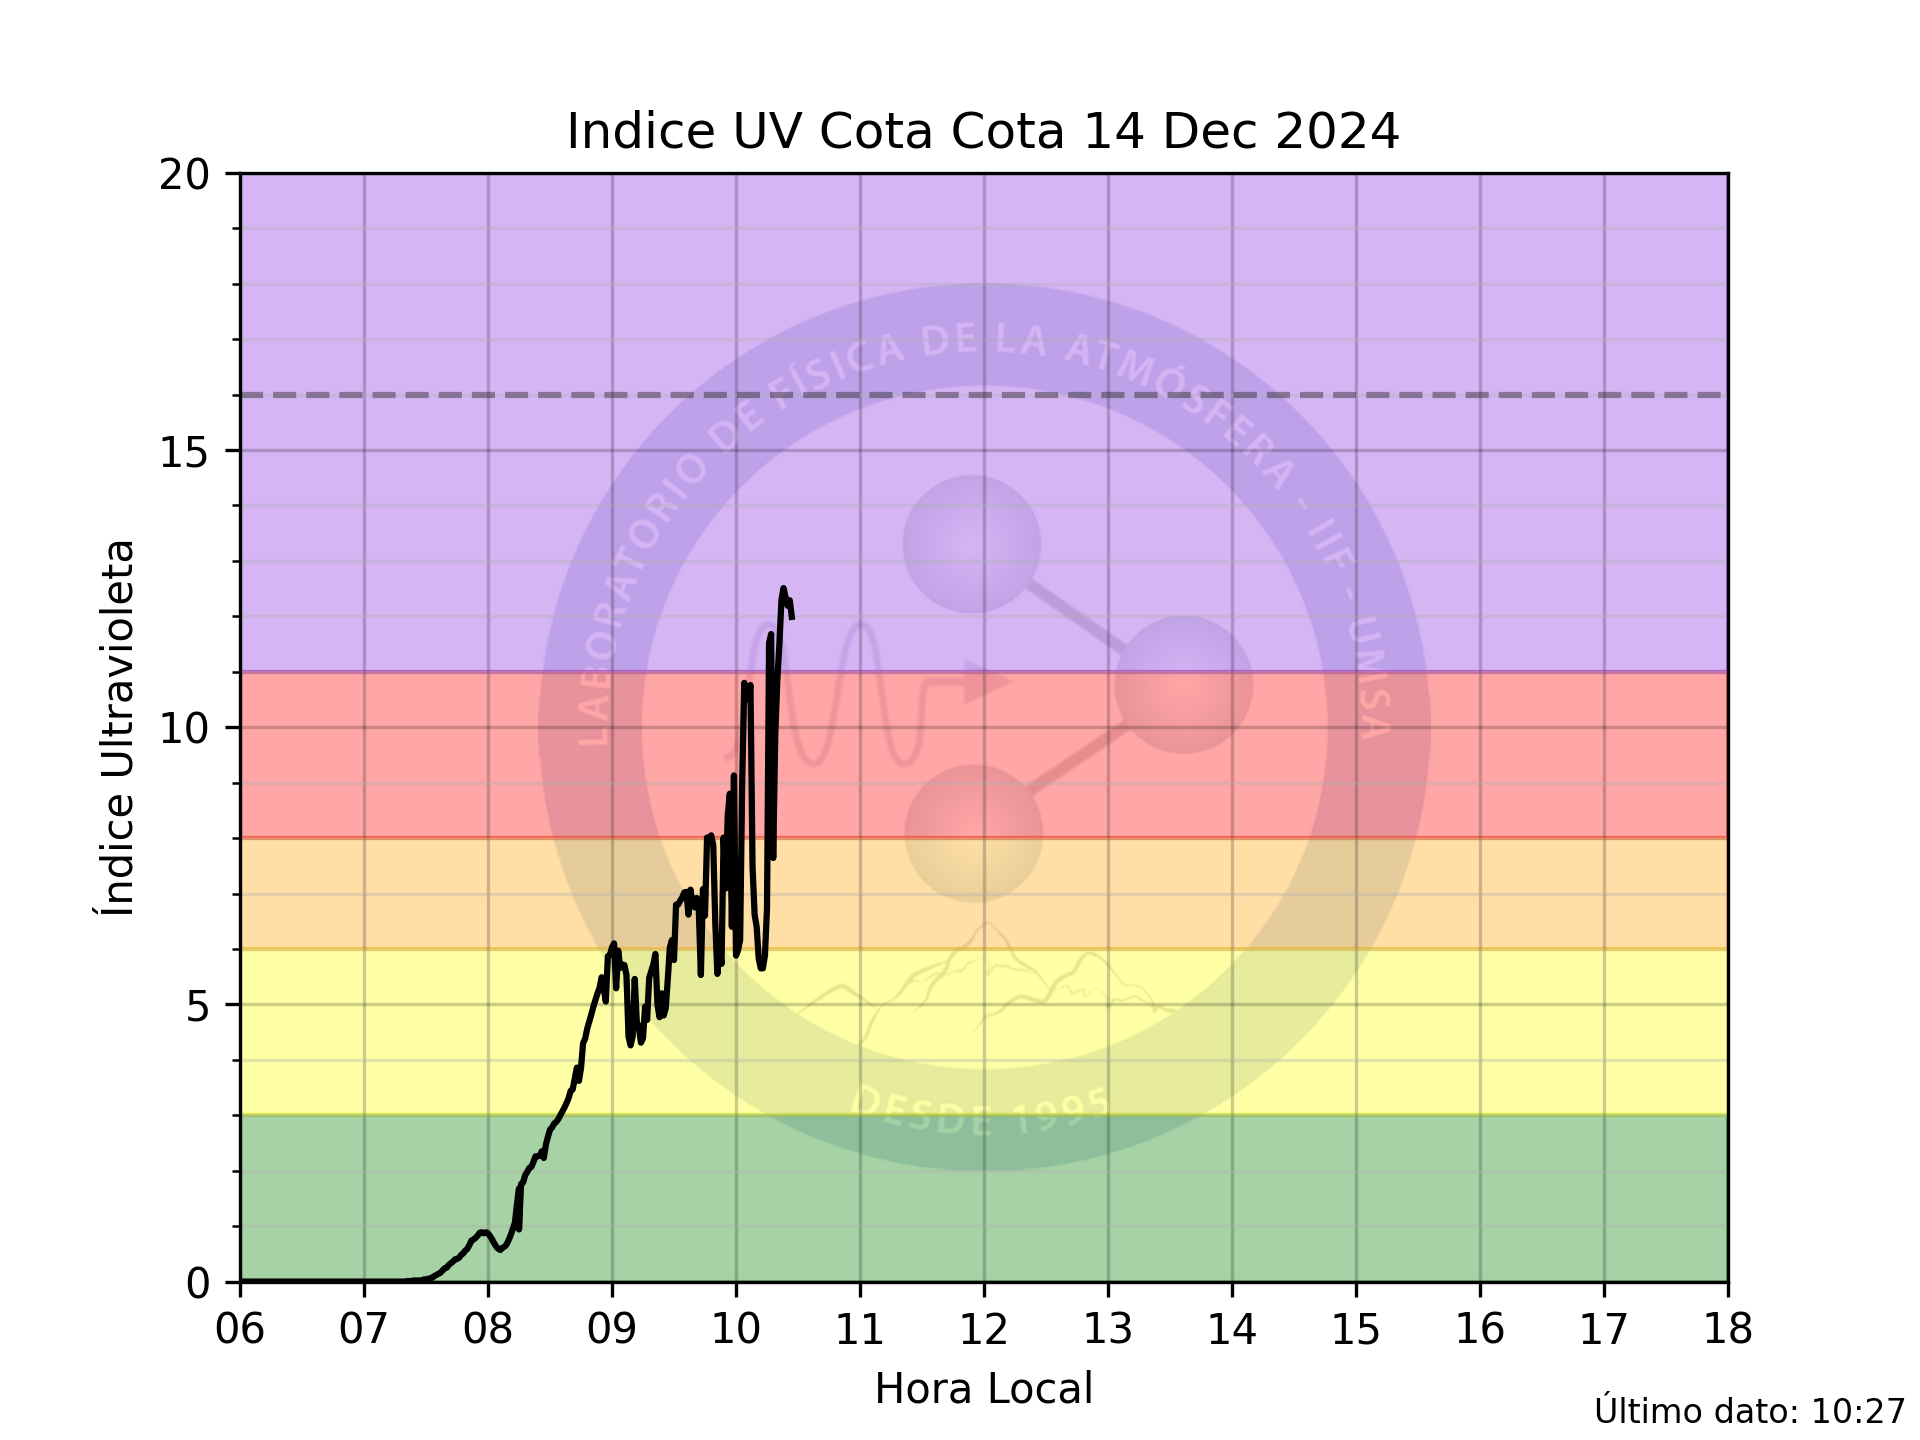 Indice UV Cota Cota 14 Dec 2024
20
15
10
5
0
Índice Ultravioleta
LABORATORIO DE FÍSICA DE LA ATMÓSFERA - IIF - UMSA
DESDE 1995
06 07 08 09 10 11 12 13 14 15 16 17 18
Hora Local
Último dato: 10:27